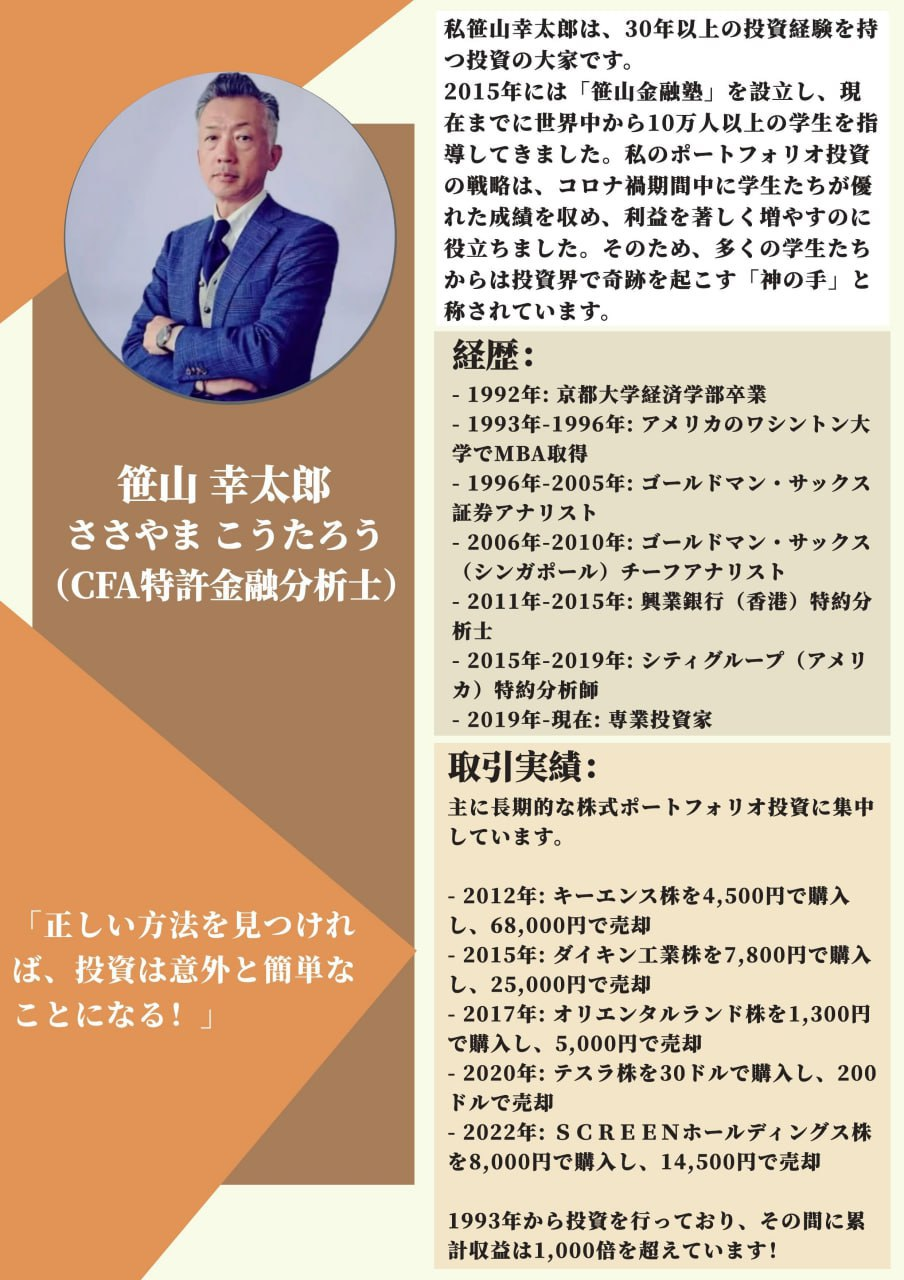 私笹山幸太郎は、30年以上の投資経験を持
つ投資の大家です。
2015年には「笹山金融塾」を設立し、現
在までに世界中から10万人以上の学生を指
導してきました。私のポートフォリオ投資
の戦略は、コロナ禍期間中に学生たちが優
れた成績を収め、利益を著しく増やすのに
役立ちました。そのため、多くの学生たち
からは投資界で奇跡を起こす「神の手」と
称されています。
笹山 幸太郎
ささやま こうたろう
（CFA特許金融分析士）
「正しい方法を見つけれ
ば、投資は意外と簡単な
ことになる！」
経歴：
- 1992年: 京都大学経済学部卒業
- 1993年-1996年: アメリカのワシントン大
学でMBA取得
- 1996年-2005年: ゴールドマン・サックス
証券アナリスト
- 2006年-2010年: ゴールドマン・サックス
（シンガポール）チーフアナリスト
- 2011年-2015年: 興業銀行（香港）特約分
析士
- 2015年-2019年: シティグループ（アメリ
カ）特約分析師
- 2019年-現在: 専業投資家
取引実績：
主に長期的な株式ポートフォリオ投資に集中
しています。
- 2012年: キーエンス株を4,500円で購入
し、68,000円で売却
- 2015年: ダイキン工業株を7,800円で購入
し、25,000円で売却
- 2017年: オリエンタルランド株を1,300円
で購入し、5,000円で売却
- 2020年: テスラ株を30ドルで購入し、200
ドルで売却
- 2022年: ＳＣＲＥＥＮホールディングス株
を8,000円で購入し、14,500円で売却
1993年から投資を行っており、その間に累
計収益は1,000倍を超えています！